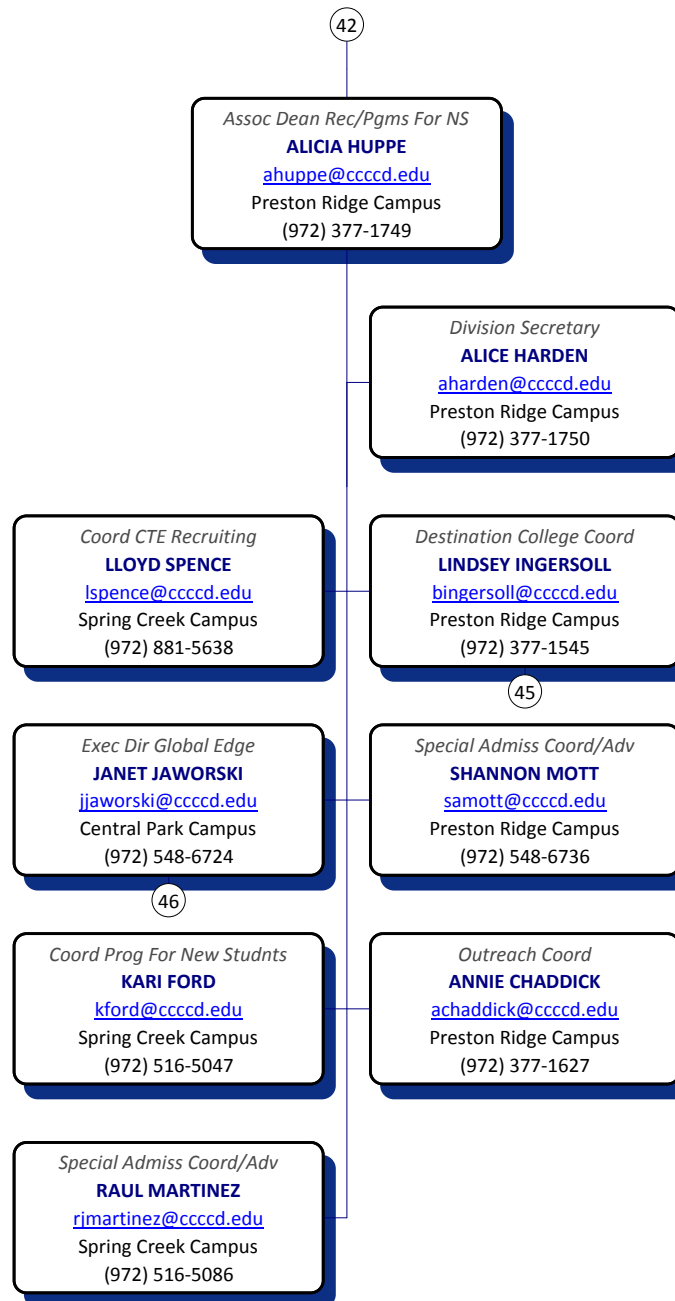 42
Assoc Dean Rec/Pgms For NS
ALICIA HUPPE
ahuppe@ccccd.edu
Preston Ridge Campus
(972) 377-1749
Division Secretary
ALICE HARDEN
aharden@ccccd.edu
Preston Ridge Campus
(972) 377-1750
Coord CTE Recruiting
LLOYD SPENCE
lspence@ccccd.edu
Spring Creek Campus
(972) 881-5638
Destination College Coord
LINDSEY INGERSOLL
bingersoll@ccccd.edu
Preston Ridge Campus
(972) 377-1545
45
Exec Dir Global Edge
JANET JAWORSKI
jjaworski@ccccd.edu
Central Park Campus
(972) 548-6724
46
Special Admiss Coord/Adv
SHANNON MOTT
samott@ccccd.edu
Preston Ridge Campus
(972) 548-6736
Coord Prog For New Studnts
KARI FORD
kford@ccccd.edu
Spring Creek Campus
(972) 516-5047
Outreach Coord
ANNIE CHADDICK
achaddick@ccccd.edu
Preston Ridge Campus
(972) 377-1627
Special Admiss Coord/Adv
RAUL MARTINEZ
rjmartinez@ccccd.edu
Spring Creek Campus
(972) 516-5086